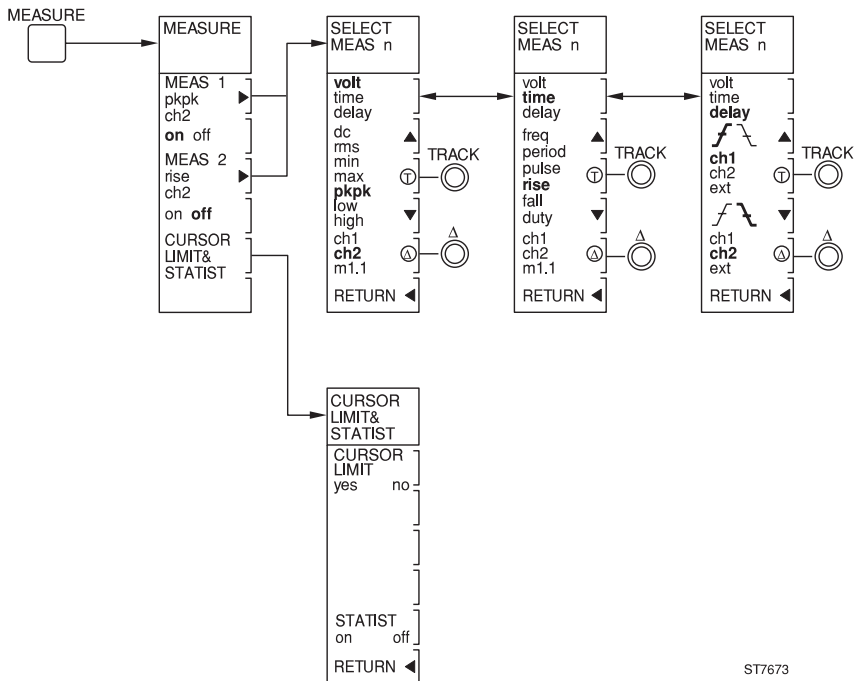 MEASURE
MEASURE
MEAS 1
pkpk
ch2
on off
MEAS 2
rise
ch2
on off
CURSOR
LIMIT&
STATIST
SELECT
MEAS n
volt
time
delay
dc
rms
min
max
pkpk
low
high
ch1
ch2
m1.1
RETURN
T
TRACK
Δ
Δ
SELECT
MEAS n
volt
time
delay
freq
period
pulse
rise
fall
duty
ch1
ch2
m1.1
RETURN
T
TRACK
Δ
Δ
SELECT
MEAS n
volt
time
delay
ch1
ch2
ext
ch1
ch2
ext
RETURN
T
TRACK
Δ
Δ
CURSOR
LIMIT&
STATIST
CURSOR
LIMIT
yes no
STATIST
on off
RETURN
ST7673